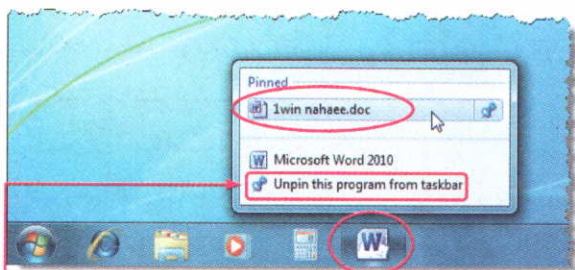 Pinned
1win nahaee.doc
Microsoft Word 2010
Unpin this program from taskbar